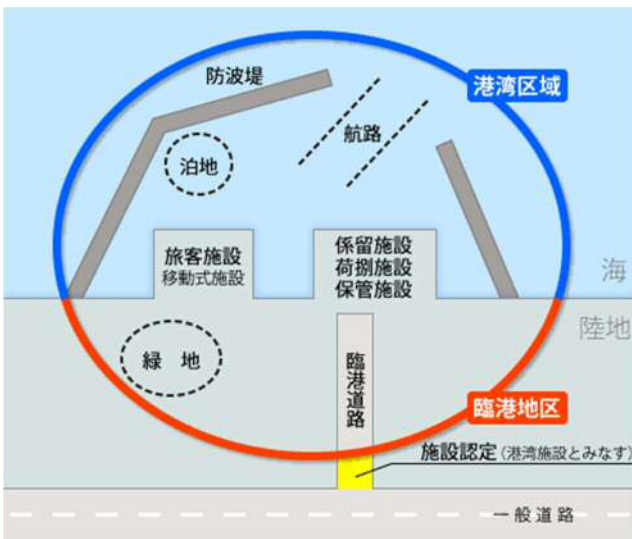 防波堤
港湾区域
航路
泊地
旅客施設
移動式施設
係留施設
荷捌施設
保管施設
海
陸地
緑 地
臨港道路
臨港地区
施設認定(港湾施設とみなす)
一般道路